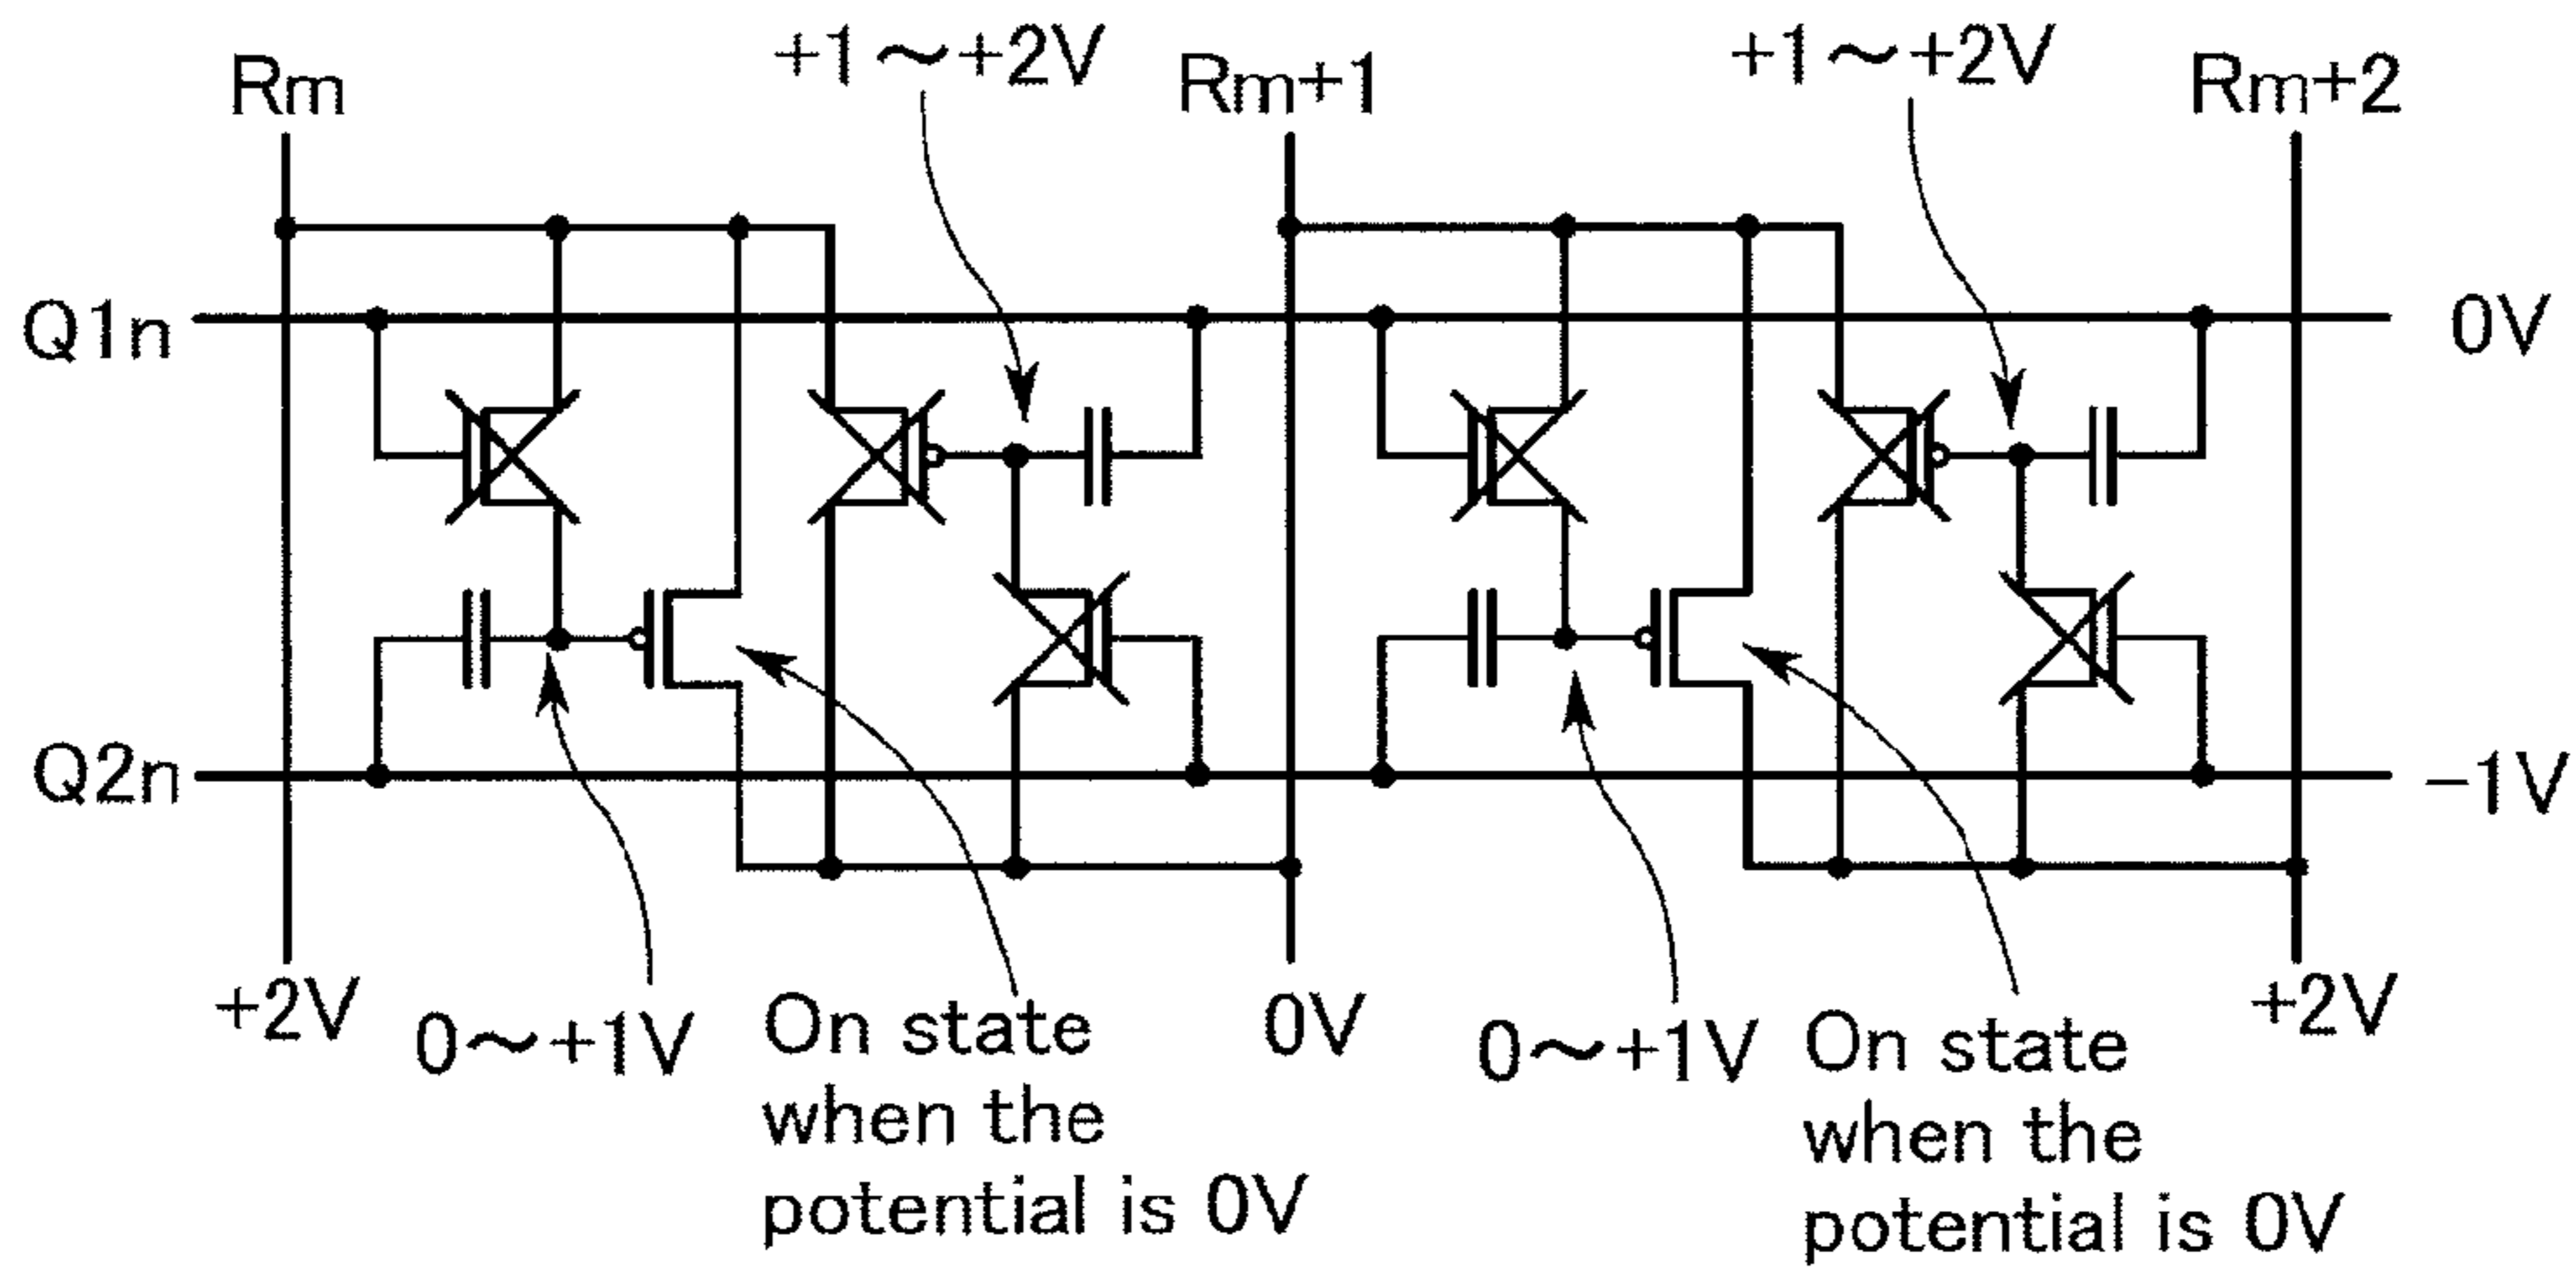 Rm
+1~+2V
Rm+1
+1~+2V
Rm+2
Q1n
0V
Q2n
-1V
+2V
0~+1V
On state
when the
potential is 0V
0V
0~+1V
On state
when the
potential is 0V
+2V